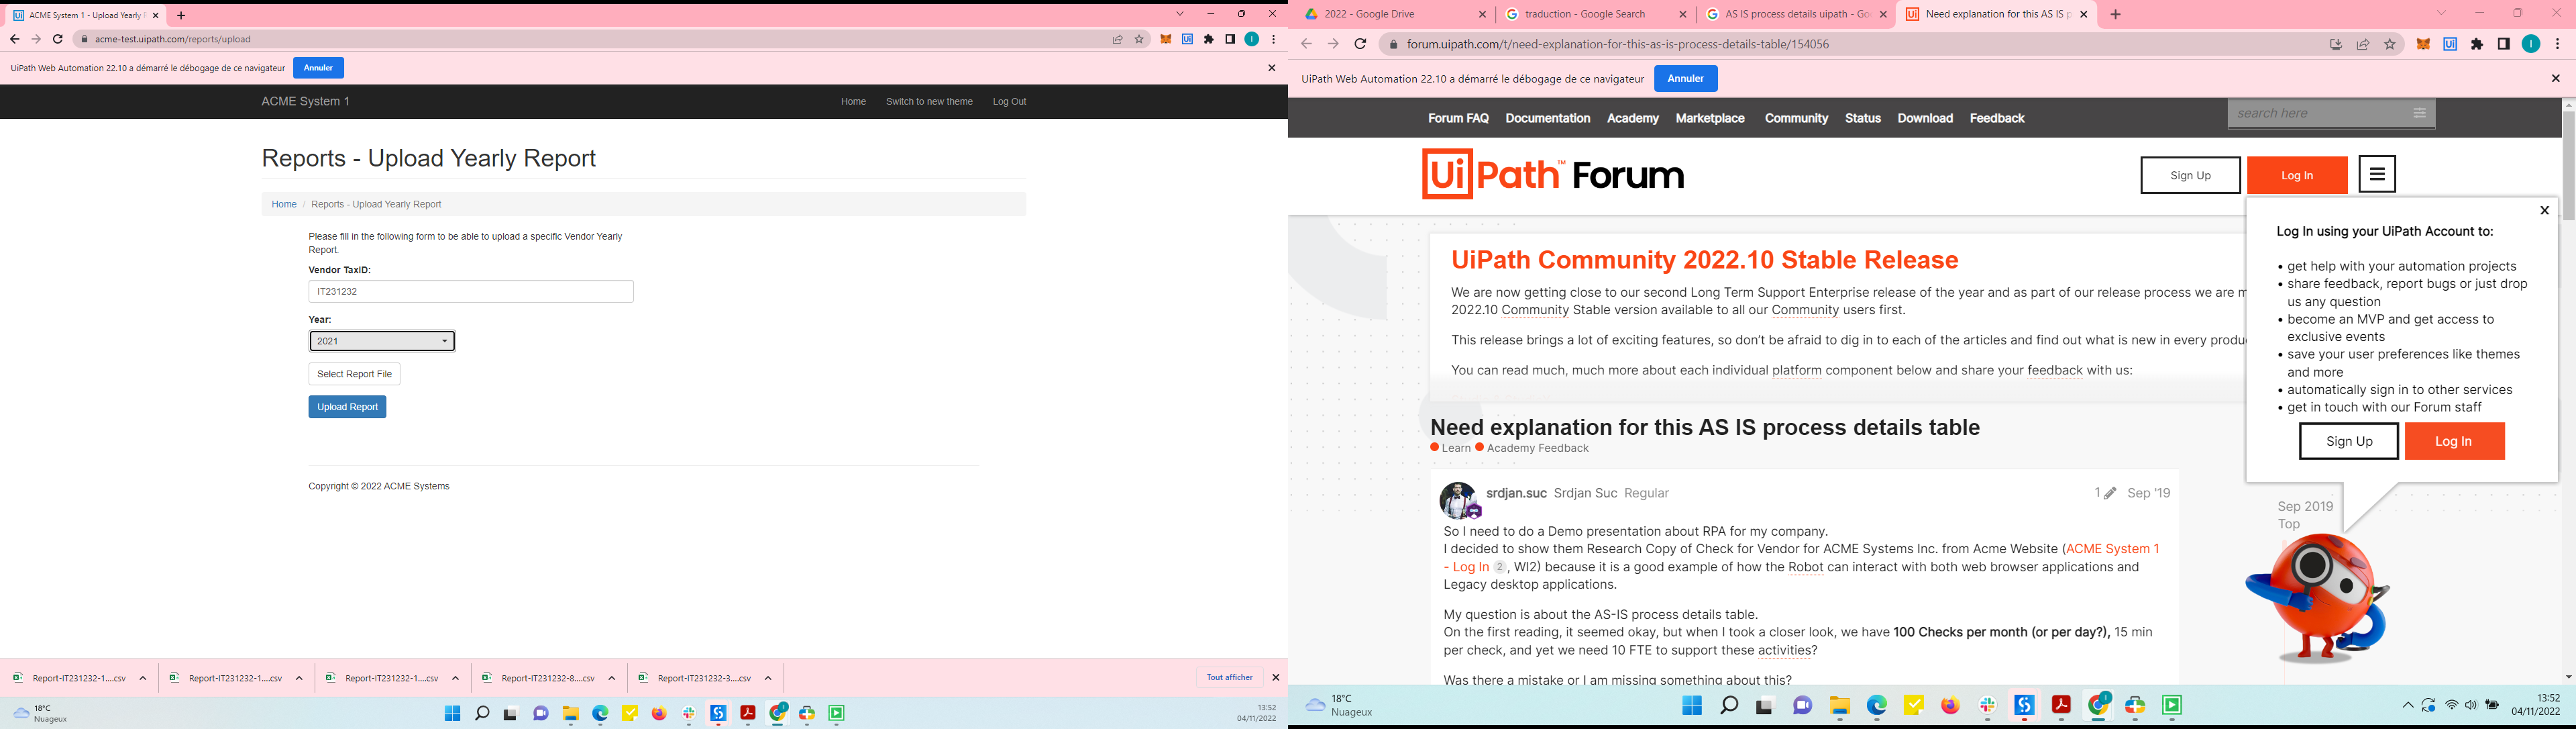 ACME System 1 - Upload Yearly R
acme-test.uipath.com/reports/upload
UiPath Web Automation 22.10 a démarré le débogage de ce navigateur
Annuler
ACME System 1
Home
Switch to new theme
Log Out
Reports - Upload Yearly Report
Home / Reports - Upload Yearly Report
Please fill in the following form to be able to upload a specific Vendor Yearly
Report.
Vendor TaxID:
IT231232
Year:
2021
Select Report File
Upload Report
Copyright © 2022 ACME Systems
Report-IT231232-1....csv
Report-IT231232-1....csv
Report-IT231232-1....csv
Report-IT231232-8....csv
Report-IT231232-3....csv
Tout afficher
18°C
Nuageux
13:52
04/11/2022
2022 - Google Drive
traduction - Google Search
AS IS process details uipath - Goo
Need explanation for this AS IS p
forum.uipath.com/t/need-explanation-for-this-as-is-process-details-table/154056
UiPath Web Automation 22.10 a démarré le débogage de ce navigateur
Annuler
Forum FAQ
Documentation
Academy
Marketplace
Community
Status
Download
Feedback
search here
UiPath™ Forum
Sign Up
Log In
UiPath Community 2022.10 Stable Release
We are now getting close to our second Long Term Support Enterprise release of the year and as part of our release process we are m
2022.10 Community Stable version available to all our Community users first.
This release brings a lot of exciting features, so don't be afraid to dig in to each of the articles and find out what is new in every produ
You can read much, much more about each individual platform component below and share your feedback with us:
X
Log In using your UiPath Account to:
• get help with your automation projects
• share feedback, report bugs or just drop
us any question
• become an MVP and get access to
exclusive events
• save your user preferences like themes
and more
• automatically sign in to other services
• get in touch with our Forum staff
Sign Up
Log In
Need explanation for this AS IS process details table
Learn
Academy Feedback
srdjan.suc Srdjan Suc Regular
1
Sep '19
So I need to do a Demo presentation about RPA for my company.
I decided to show them Research Copy of Check for Vendor for ACME Systems Inc. from Acme Website (ACME System 1
- Log In 2, WI2) because it is a good example of how the Robot can interact with both web browser applications and
Legacy desktop applications.
My question is about the AS-IS process details table.
On the first reading, it seemed okay, but when I took a closer look, we have 100 Checks per month (or per day?), 15 min
per check, and yet we need 10 FTE to support these activities?
Was there a mistake or I am missing something about this?
Sep 2019
Top
18°C
Nuageux
13:52
04/11/2022